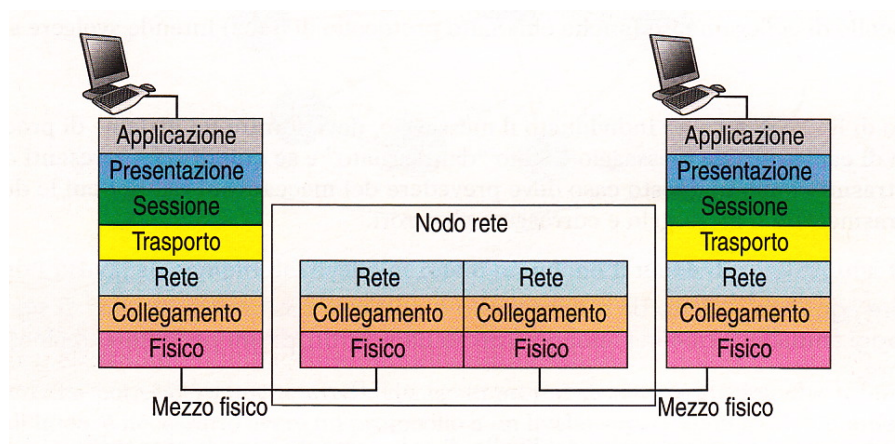 Applicazione
Presentazione
Sessione
Trasporto
Rete
Collegamento
Fisico
Mezzo fisico
Nodo rete
Rete
Collegamento
Fisico
Rete
Collegamento
Fisico
Applicazione
Presentazione
Sessione
Trasporto
Rete
Collegamento
Fisico
Mezzo fisico